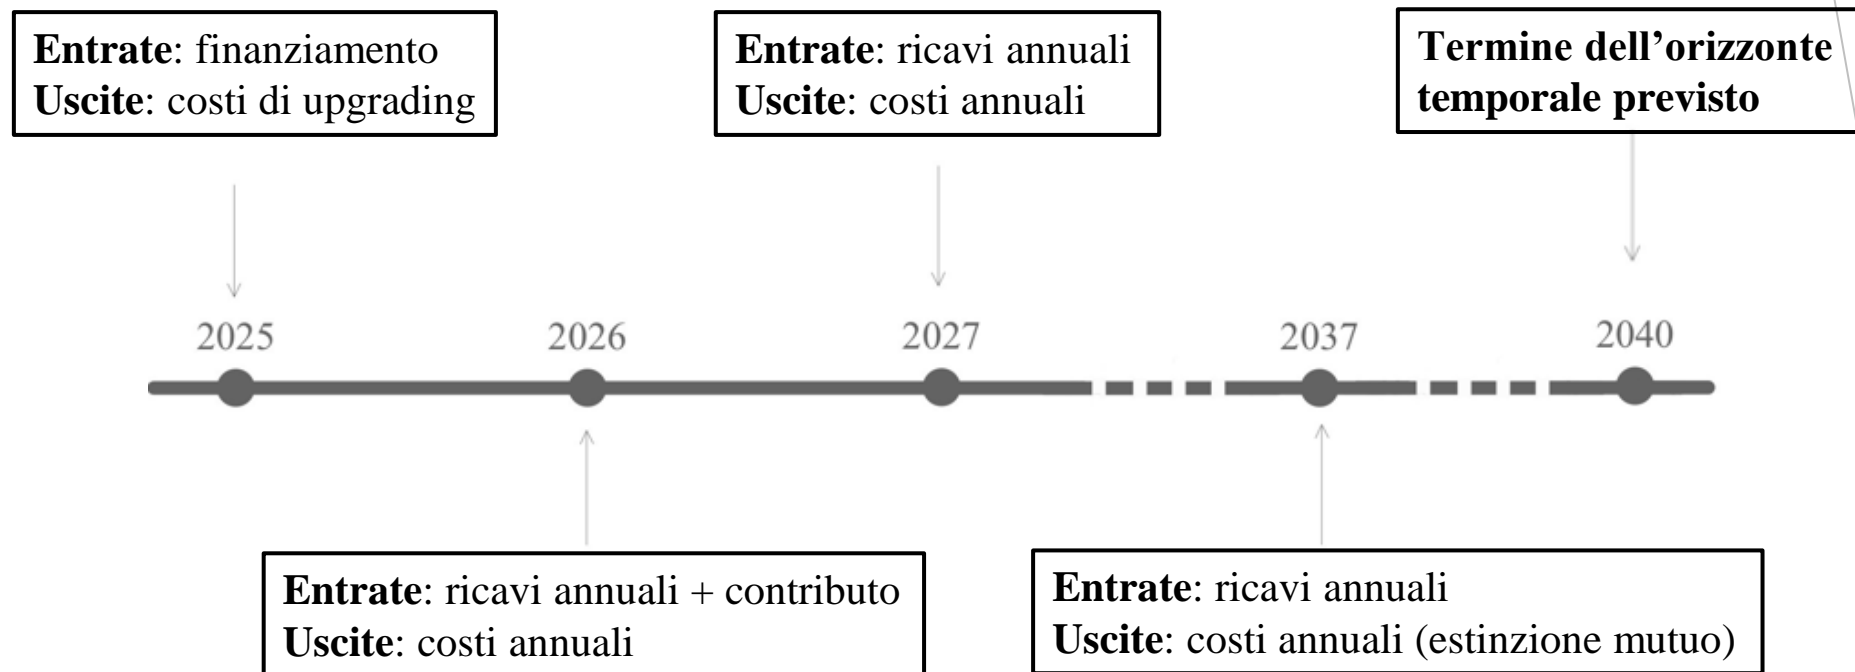 Entrate: finanziamento
Uscite: costi di upgrading
Entrate: ricavi annuali
Uscite: costi annuali
Termine dell’orizzonte
temporale previsto
2025
2026
2027
2037
2040
Entrate: ricavi annuali + contributo
Uscite: costi annuali
Entrate: ricavi annuali
Uscite: costi annuali (estinzione mutuo)